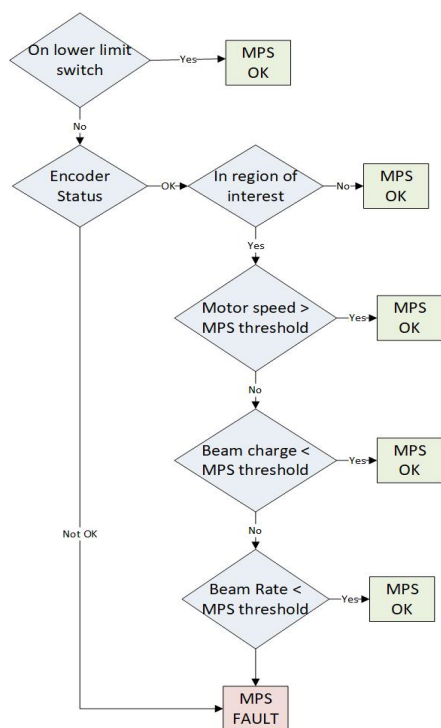 On lower limit
switch
Yes
MPS
OK
No
Encoder
Status
OK
In region of
interest
No
MPS
OK
Yes
Motor speed >
MPS threshold
Yes
MPS
OK
No
Beam charge <
MPS threshold
Yes
MPS
OK
No
Not OK
Beam Rate <
MPS threshold
Yes
MPS
OK
MPS
FAULT